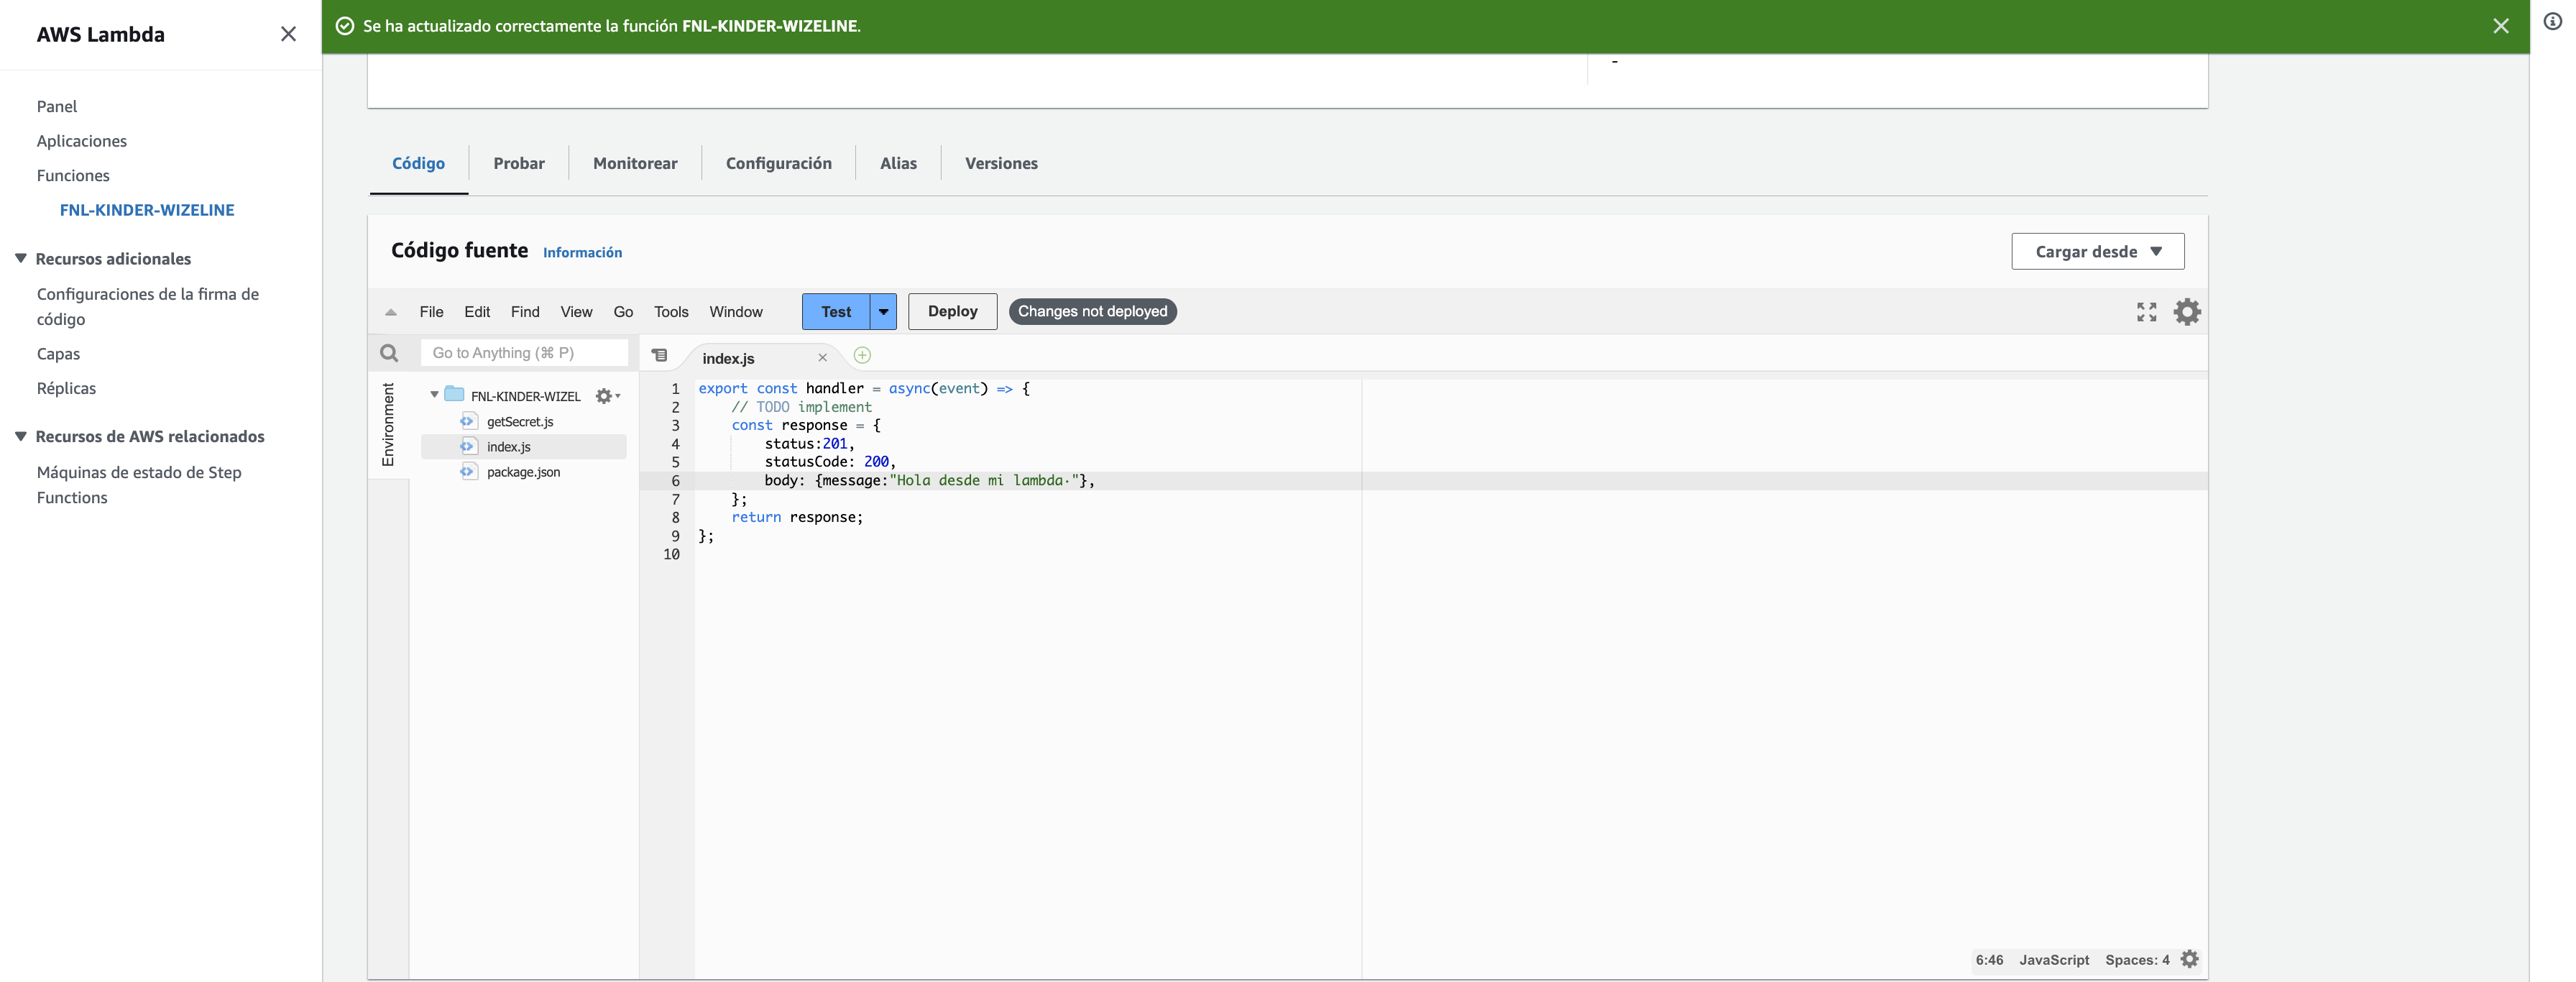 AWS Lambda
Panel
Aplicaciones
Funciones
FNL-KINDER-WIZELINE
Recursos adicionales
Configuraciones de la firma de
código
Capas
Réplicas
Recursos de AWS relacionados
Máquinas de estado de Step
Functions
Se ha actualizado correctamente la función FNL-KINDER-WIZELINE.
-
Código
Probar
Monitorear
Configuración
Alias
Versiones
Código fuente Información
Cargar desde
File Edit Find View Go Tools Window Test Deploy Changes not deployed
Go to Anything (⌘ P)
index.js
Environment
FNL-KINDER-WIZEL
getSecret.js
index.js
package.json
1 export const handler = async(event) => {
2 // TODO implement
3 const response = {
4 status:201,
5 statusCode: 200,
6 body: {message:"Hola desde mi lambda·"},
7 };
8 return response;
9 };
10
6:46 JavaScript Spaces: 4